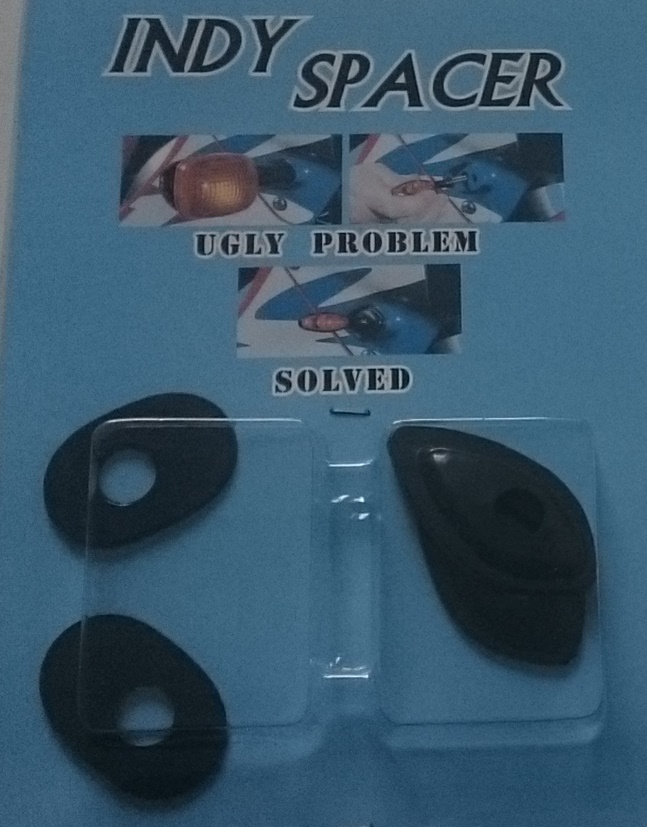 INDY
SPACER
UGLY PROBLEM
SOLVED